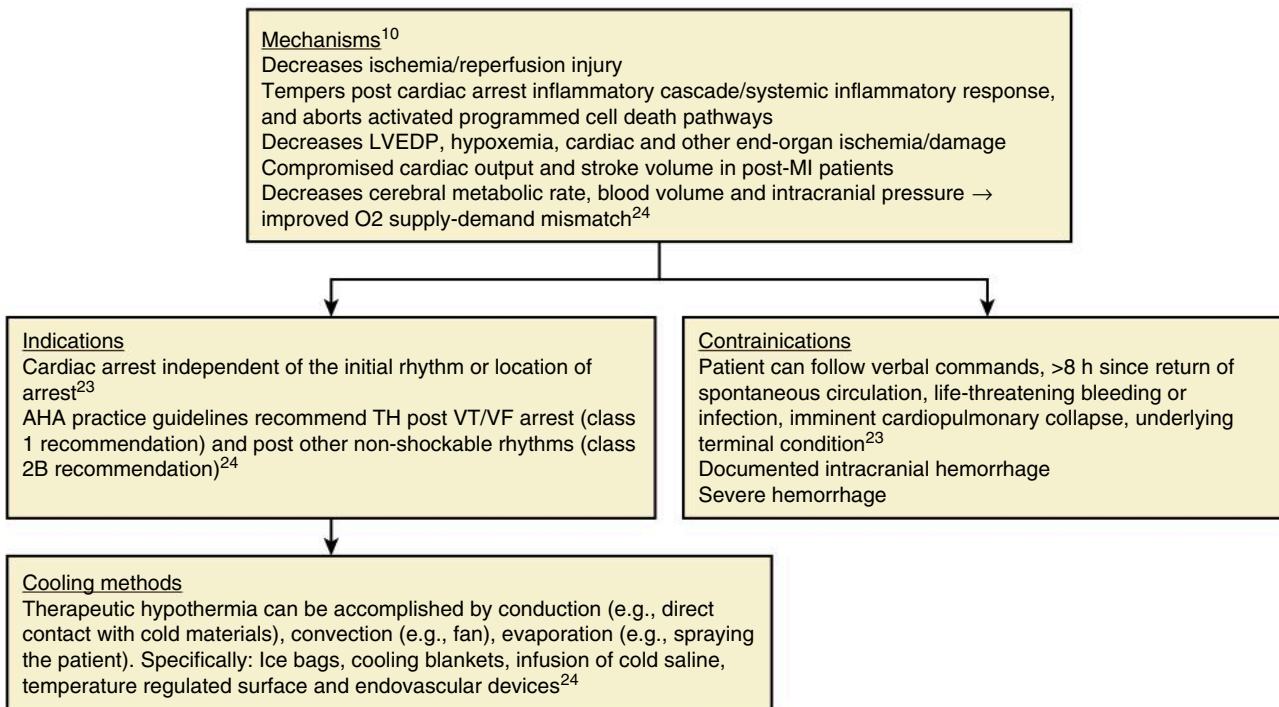 Mechanisms10
Decreases ischemia/reperfusion injury
Tempers post cardiac arrest inflammatory cascade/systemic inflammatory response,
and aborts activated programmed cell death pathways
Decreases LVEDP, hypoxemia, cardiac and other end-organ ischemia/damage
Compromised cardiac output and stroke volume in post-MI patients
Decreases cerebral metabolic rate, blood volume and intracranial pressure →
improved O2 supply-demand mismatch24
Indications
Cardiac arrest independent of the initial rhythm or location of
arrest23
AHA practice guidelines recommend TH post VT/VF arrest (class
1 recommendation) and post other non-shockable rhythms (class
2B recommendation)24
Contrainications
Patient can follow verbal commands, >8 h since return of
spontaneous circulation, life-threatening bleeding or
infection, imminent cardiopulmonary collapse, underlying
terminal condition23
Documented intracranial hemorrhage
Severe hemorrhage
Cooling methods
Therapeutic hypothermia can be accomplished by conduction (e.g., direct
contact with cold materials), convection (e.g., fan), evaporation (e.g., spraying
the patient). Specifically: Ice bags, cooling blankets, infusion of cold saline,
temperature regulated surface and endovascular devices24